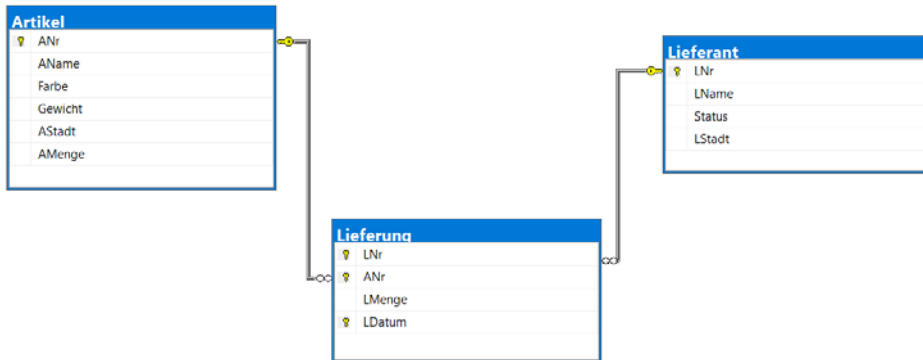 Artikel
ANr
AName
Farbe
Gewicht
AStadt
AMenge
Lieferant
LNr
LName
Status
LStadt
Lieferung
LNr
ANr
LMenge
LDatum